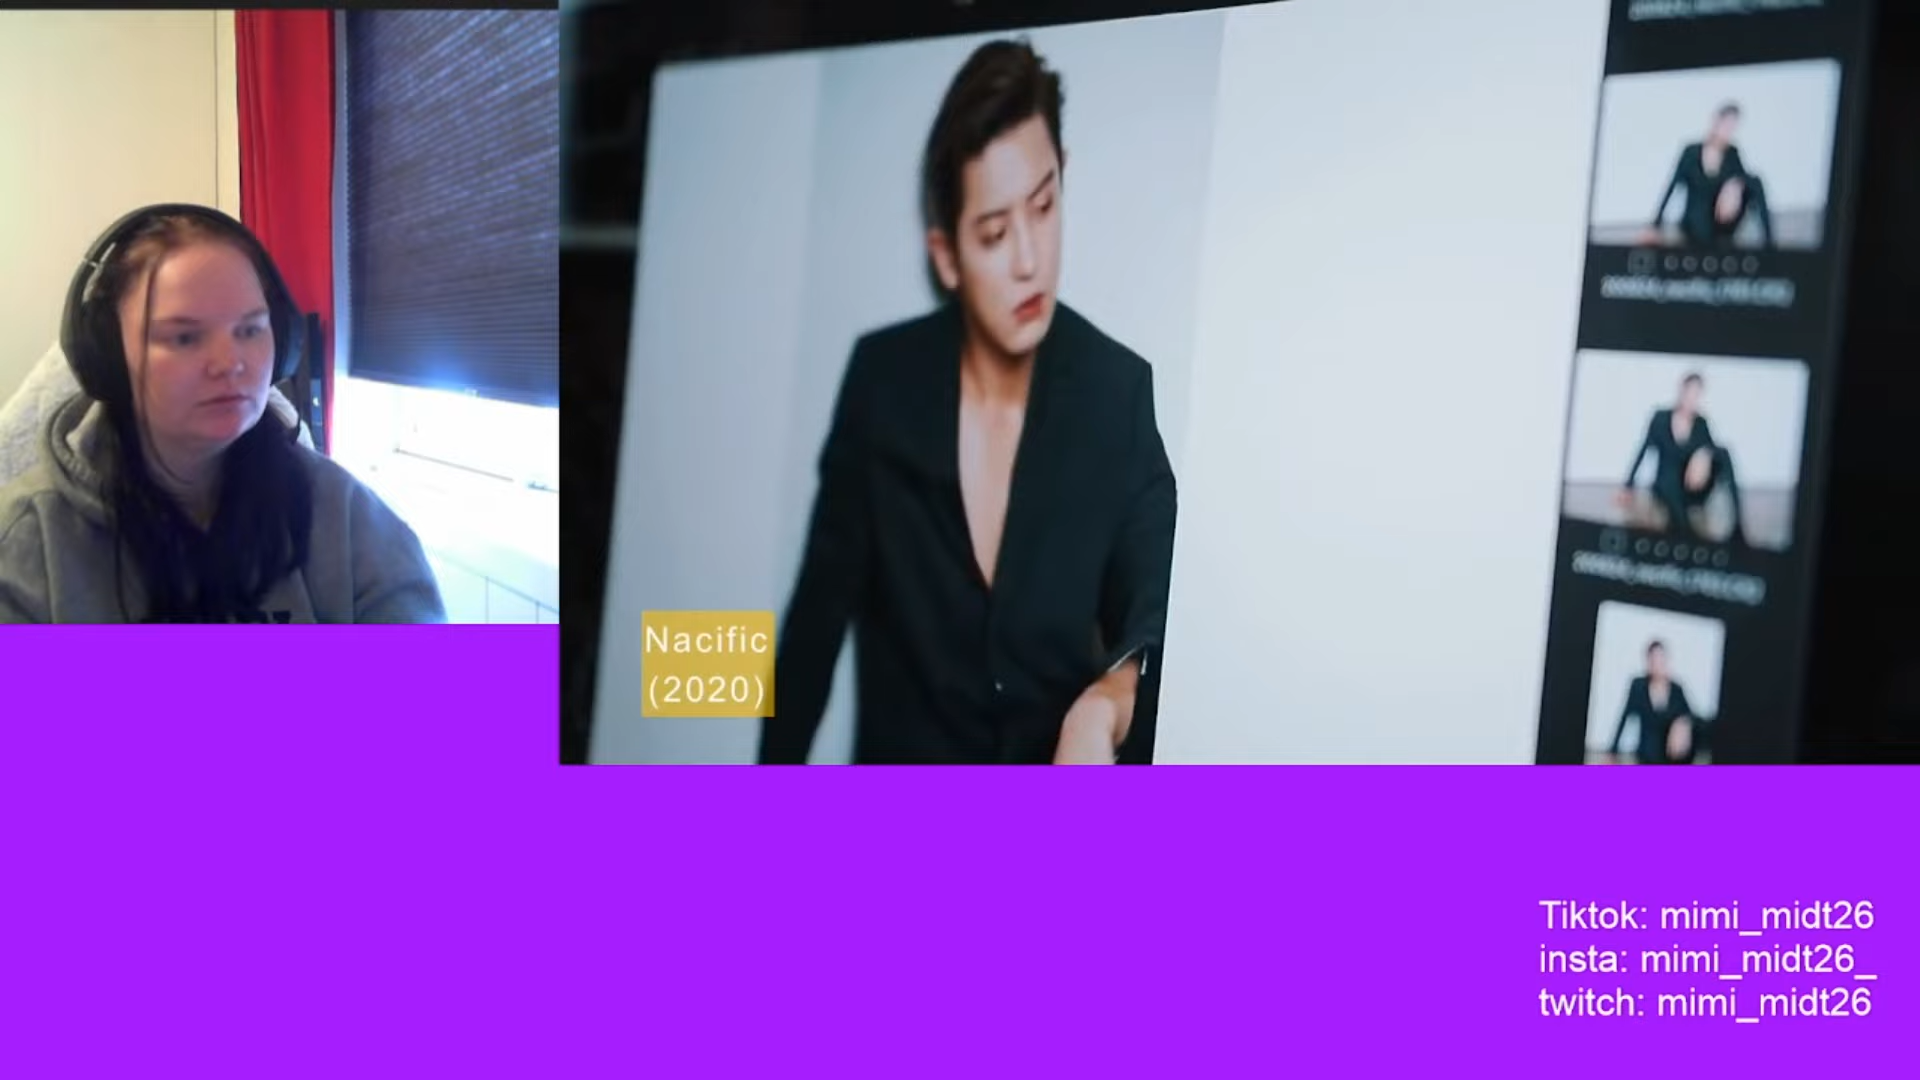 Nacific
(2020)
Tiktok: mimi_midt26
insta: mimi_midt26_
twitch: mimi_midt26